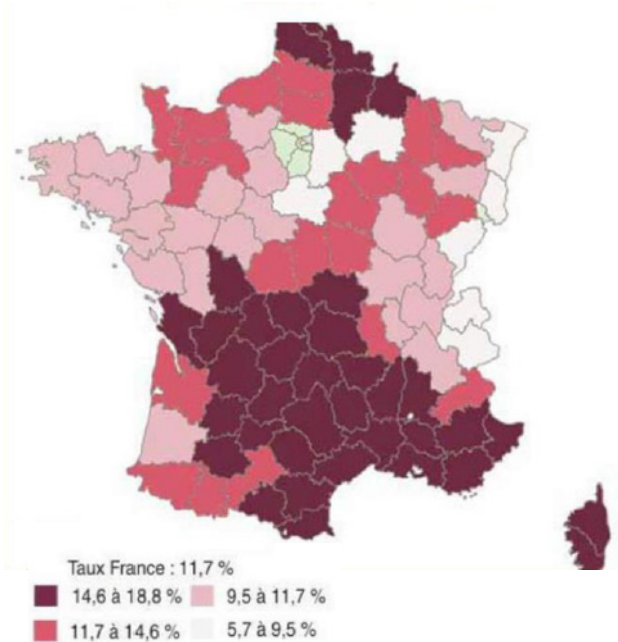 Taux France : 11,7 %
14,6 à 18,8 % 9,5 à 11,7 %
11,7 à 14,6 % 5,7 à 9,5 %